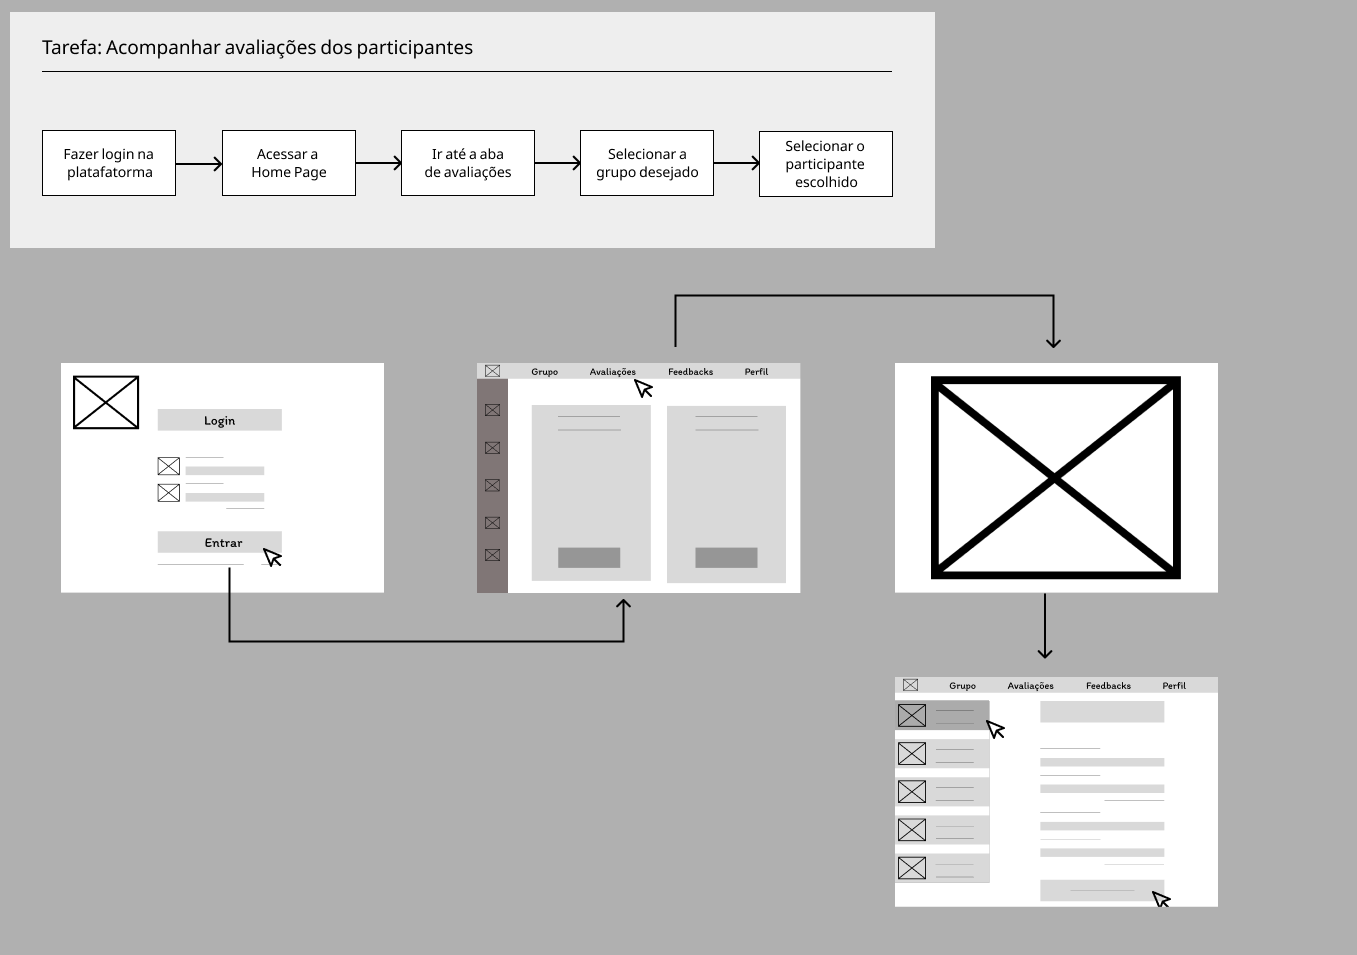 Tarefa: Acompanhar avaliações dos participantes
Fazer login na
platafatorma
Acessar a
Home Page
Ir até a aba
de avaliações
Selecionar a
grupo desejado
Selecionar o
participante
escolhido
Login
Entrar
Grupo Avaliações Feedbacks Perfil
Grupo Avaliações Feedbacks Perfil